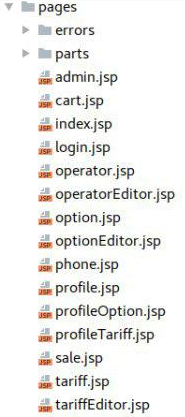 pages
errors
parts
admin.jsp
cart.jsp
index.jsp
login.jsp
operator.jsp
operatorEditor.jsp
option.jsp
optionEditor.jsp
phone.jsp
profile.jsp
profileOption.jsp
profileTariff.jsp
sale.jsp
tariff.jsp
tariffEditor.jsp